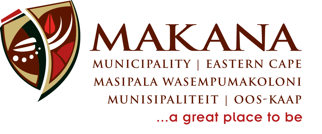 MAKANA
MUNICIPALITY | EASTERN CAPE
MASIPALA WASEMPUMAKOLONI
MUNISIPALITEIT | OOS-KAAP
...a great place to be